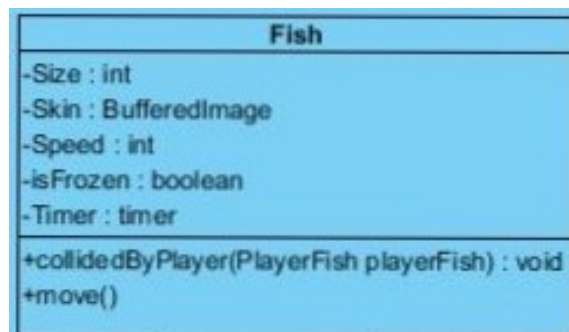 Fish
-Size : int
-Skin : BufferedImage
-Speed : int
-isFrozen : boolean
-Timer : timer
+collidedByPlayer(PlayerFish playerFish) : void
+move()